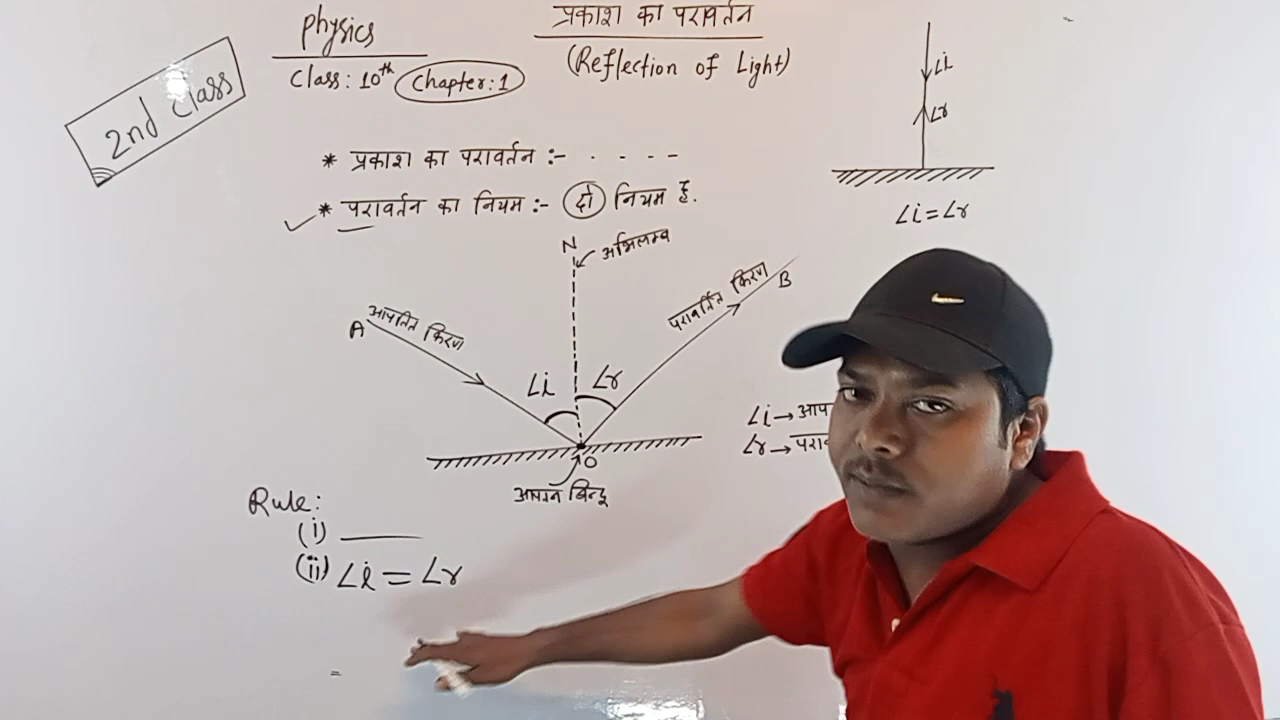 physics
Class: 10th Chapter: 1
2nd Class
प्रकाश का परावर्तन
(Reflection of Light)
∠i
∠r
∠i = ∠r
* प्रकाश का परावर्तन :- . - - -
* परावर्तन का नियम :- दो नियम है.
N
अभिलम्ब
A
आपतित किरण
परावर्तित किरण
B
∠i
∠r
O
आपतन बिन्दू
∠i → आप
∠r → पराव
Rule:
(i)
(ii) ∠i = ∠r
=